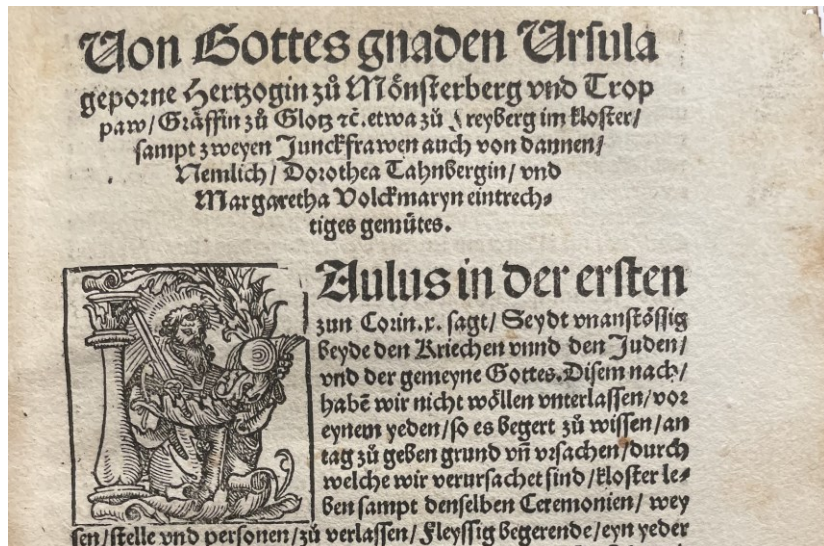 Von Gottes gnaden Ursula
geporne Hertzogin zů Mönsterberg vnd Trop
paw/ Gräffin zů Glotz ⁊c̄. etwa zů Freyberg im kloster/
sampt zweyen Junckfrawen auch von dannen/
Nemlich/ Dorothea Tahnbergin/ vnd
Margaretha Volckmaryn eintrech⸗
tiges gemůtes.
Aulus in der ersten
zun Corin.x. sagt/ Seydt vnanstössig
beyde den Kriechen vnnd den Juden/
vnd der gemeyne Gottes. Disem nach/
habē wir nicht wöllen vnterlassen/ vor
eynem yeden/ so es begert zů wissen/ an
tag zů geben grund vn̄ vrsachen/ durch
welche wir verursachet sind/ kloster le⸗
ben sampt denselben Ceremonien/ wey
sen/ stelle vnd personen/ zů verlassen/ Fleyssig begerende/ eyn yeder